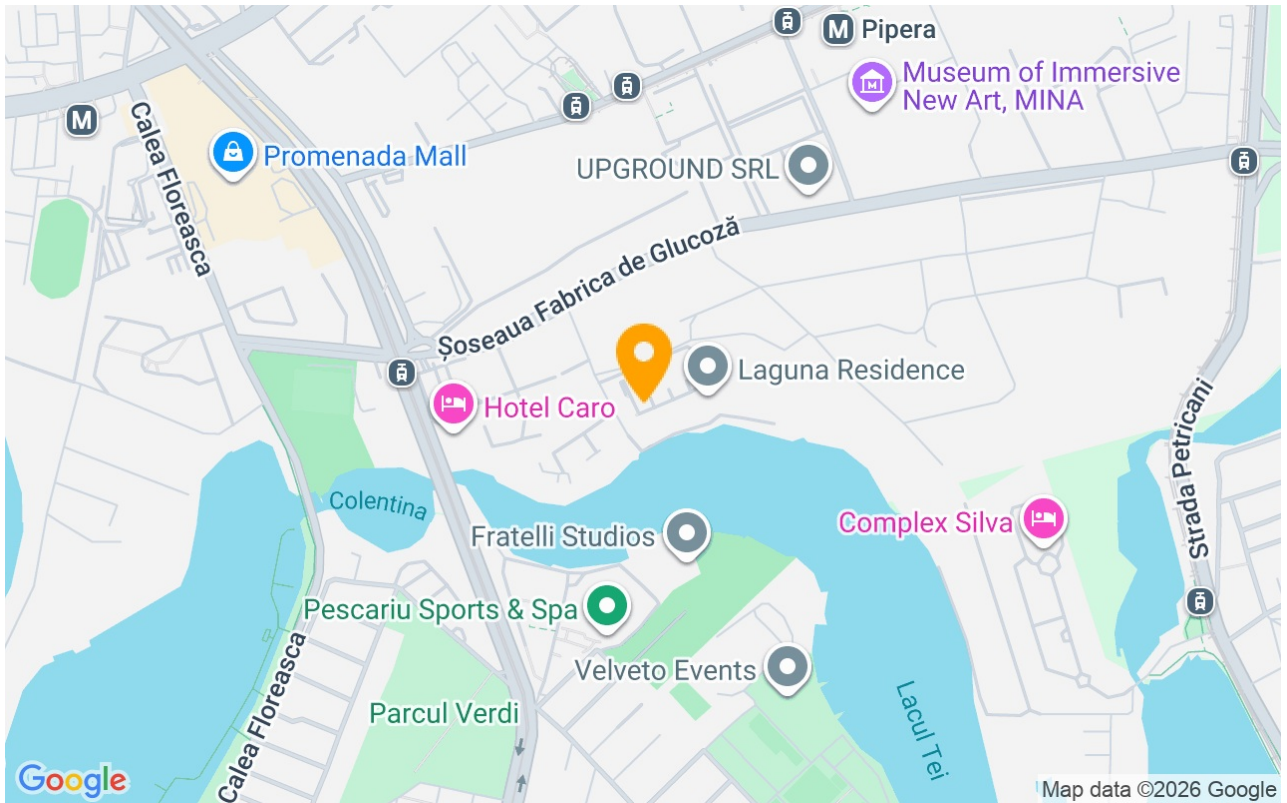 M Pipera
Museum of Immersive
New Art, MINA
M
Calea Floreasca
Promenada Mall
UPGROUND SRL
Șoseaua Fabrica de Glucoză
Laguna Residence
Hotel Caro
Strada Petricani
Colentina
Fratelli Studios
Complex Silva
Pescariu Sports & Spa
Velveto Events
Calea Floreasca
Parcul Verdi
Lacul Tei
Google
Map data ©2026 Google